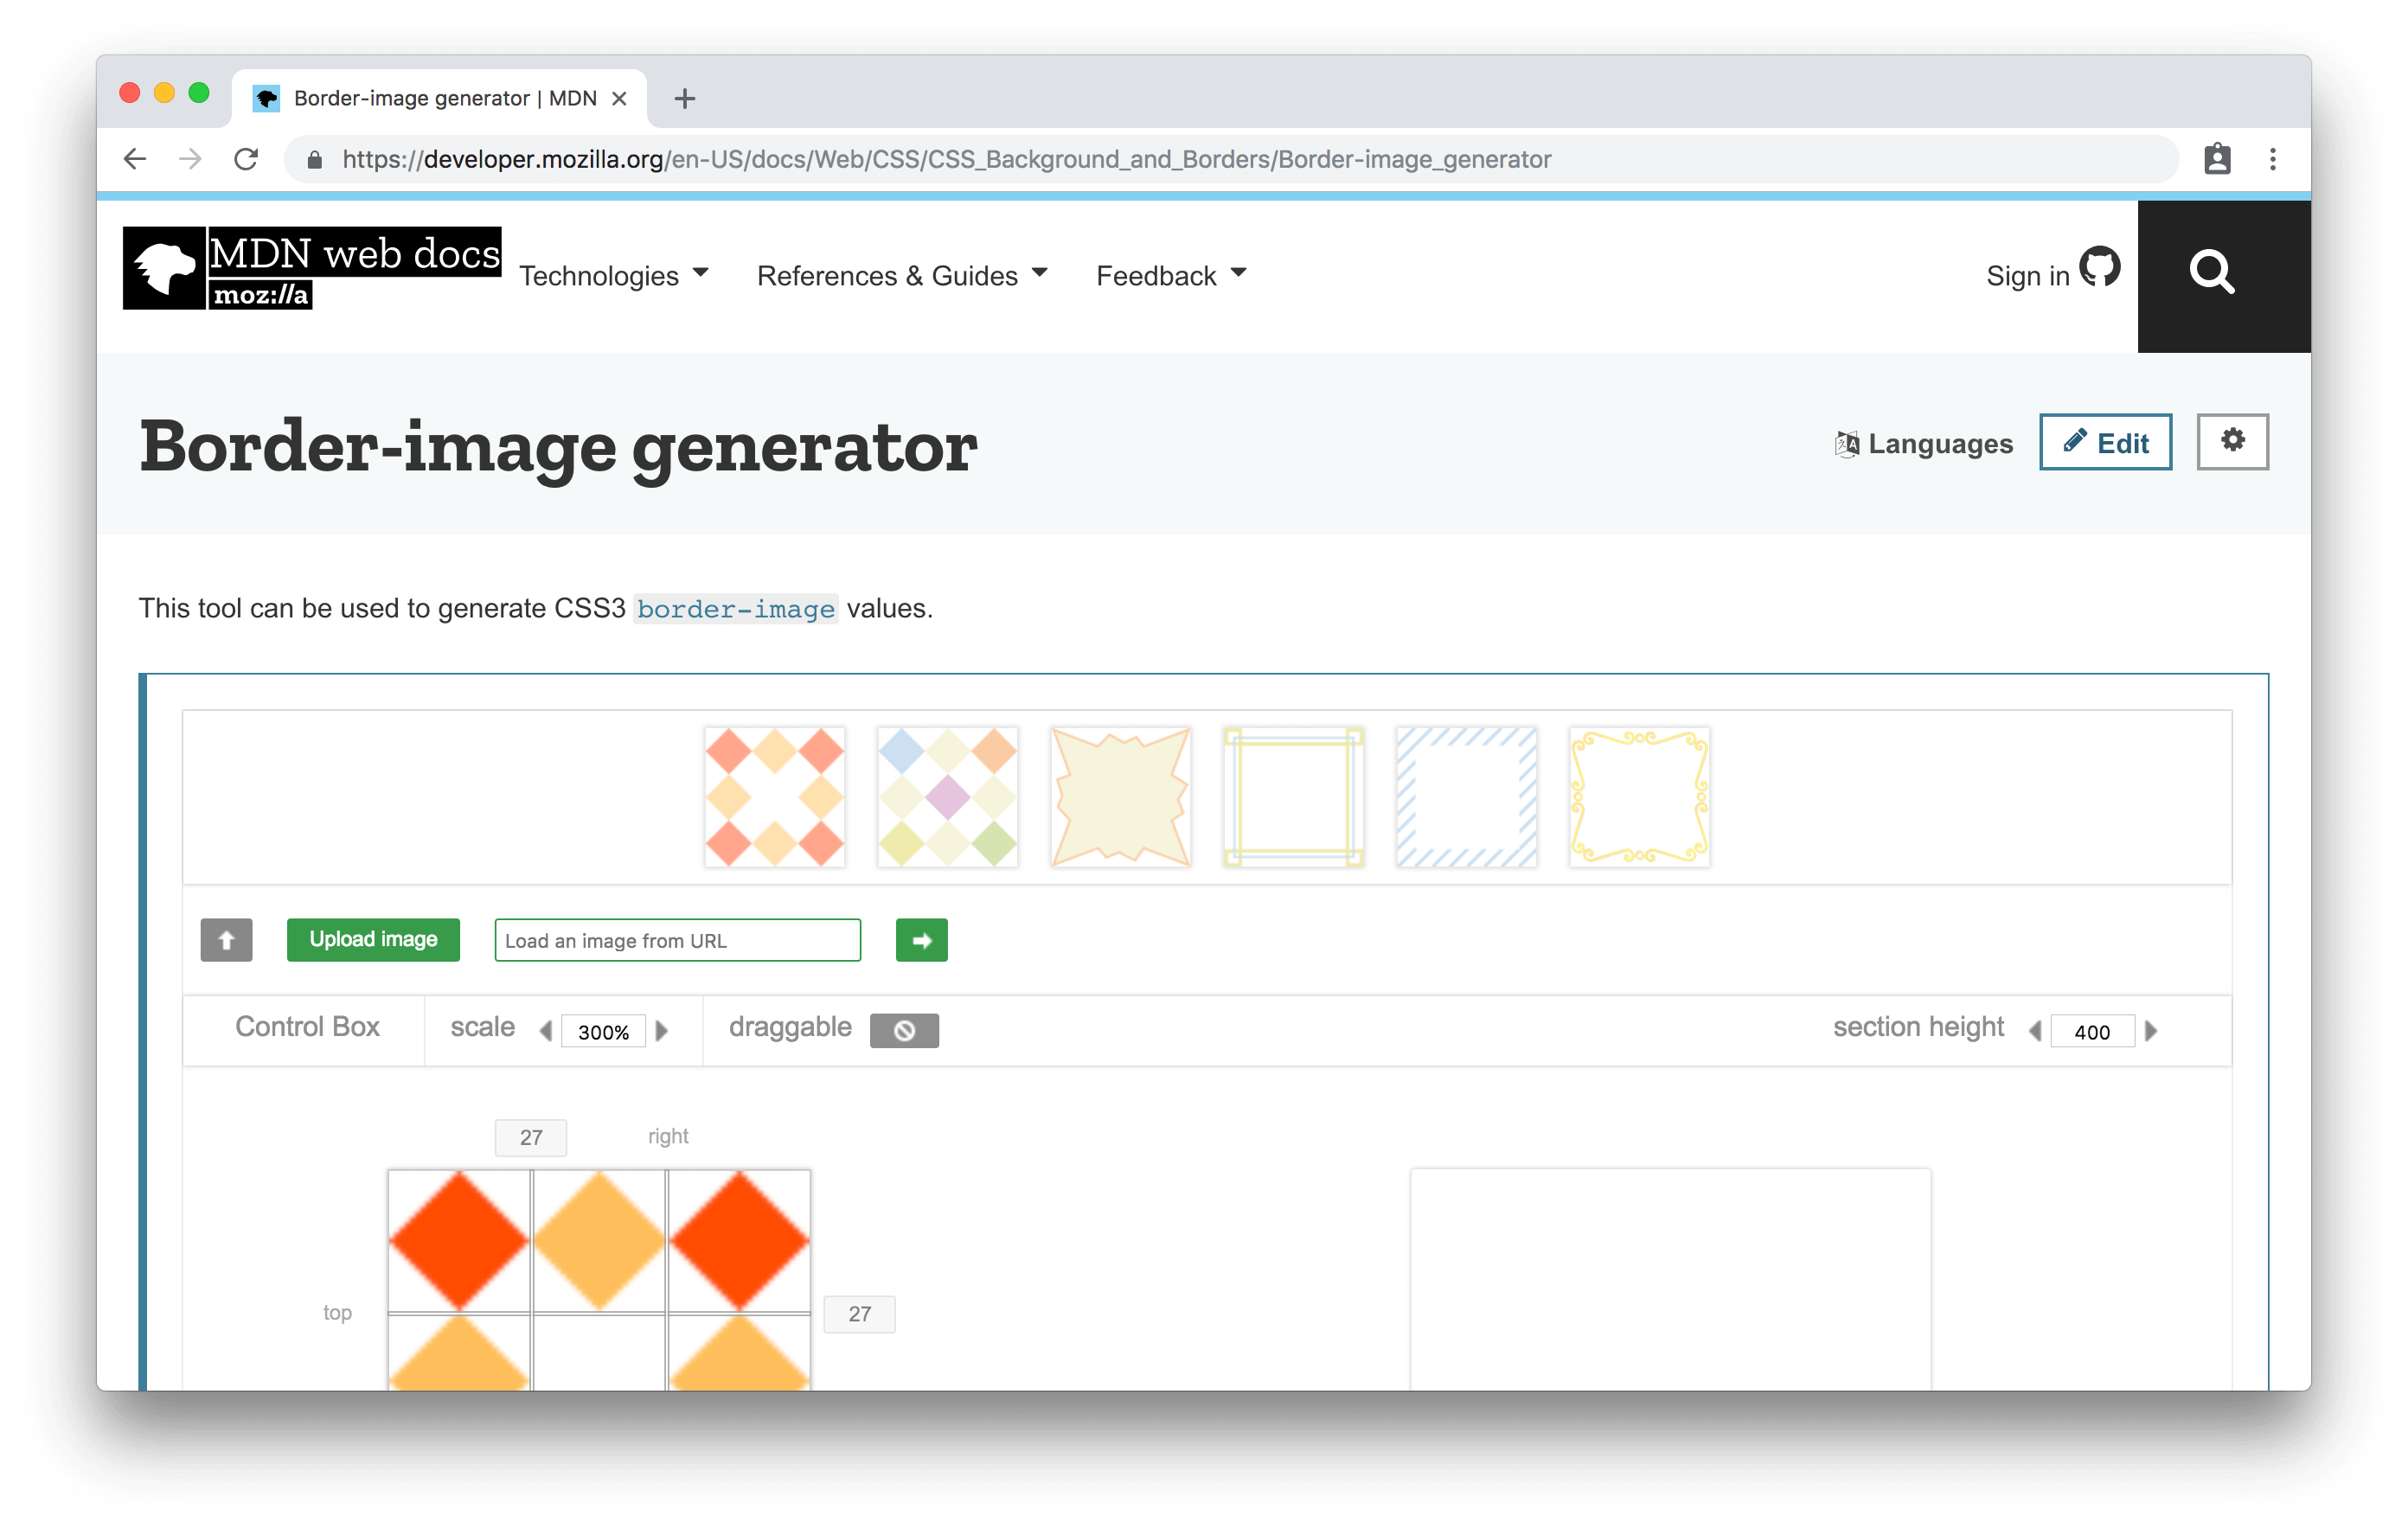 Border-image generator | MDN
https://developer.mozilla.org/en-US/docs/Web/CSS/CSS_Background_and_Borders/Border-image_generator
MDN web docs
moz://a
Technologies References & Guides Feedback Sign in
Border-image generator
Languages Edit
This tool can be used to generate CSS3 border-image values.
Upload image Load an image from URL
Control Box scale 300% draggable section height 400
27 right
top 27